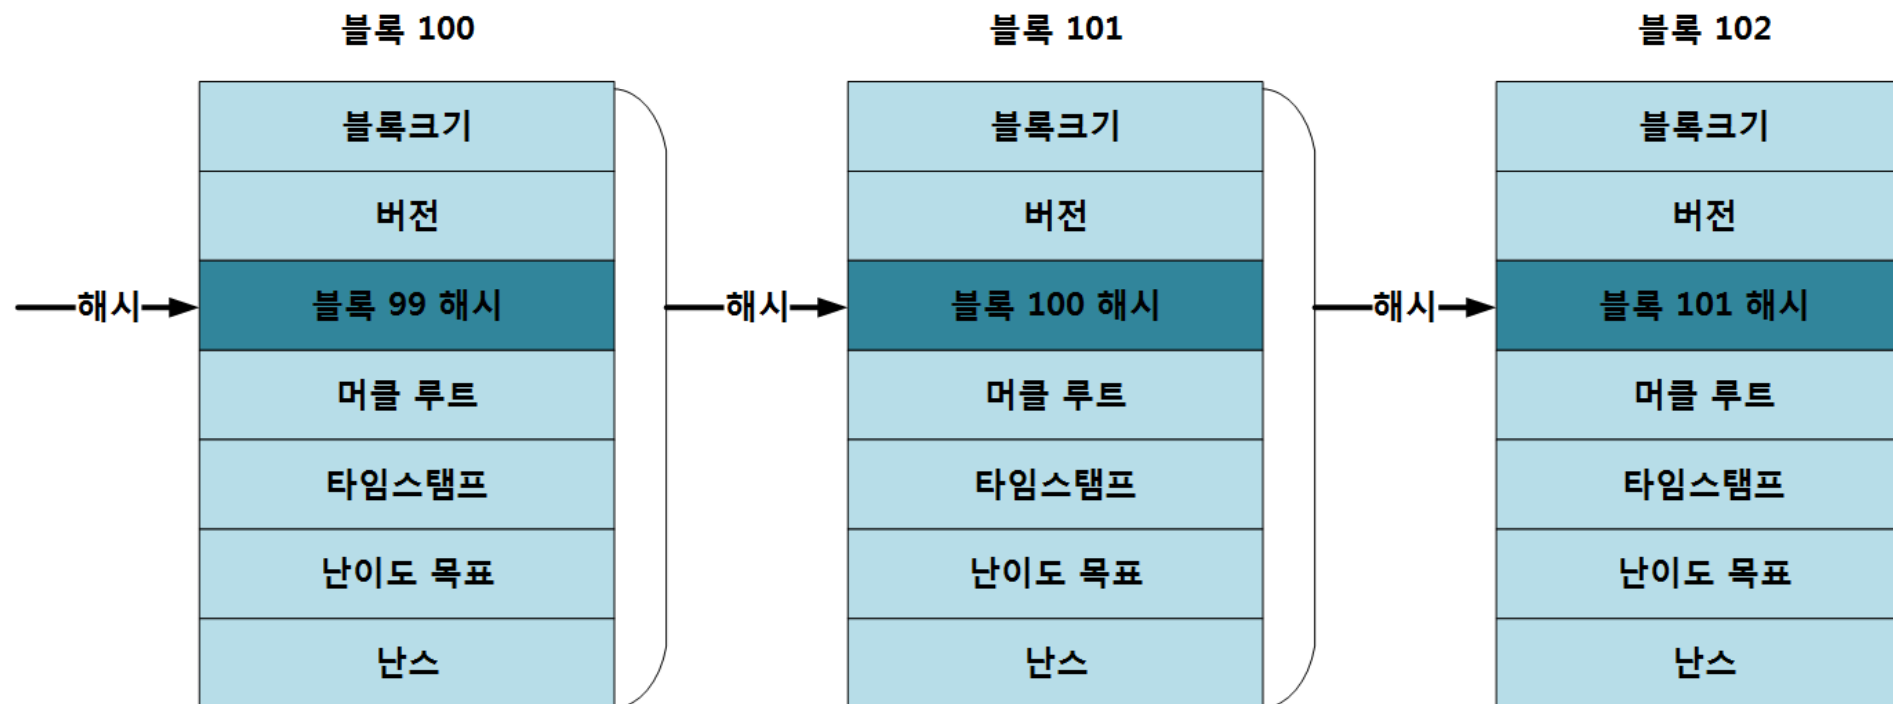 블록 100
블록크기
버전
해시
블록 99 해시
머클 루트
타임스탬프
난이도 목표
난스
블록 101
블록크기
버전
해시
블록 100 해시
머클 루트
타임스탬프
난이도 목표
난스
블록 102
블록크기
버전
해시
블록 101 해시
머클 루트
타임스탬프
난이도 목표
난스